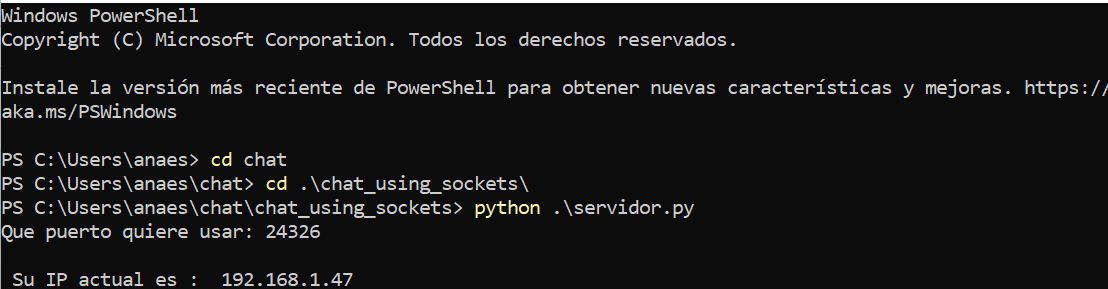 Windows PowerShell
Copyright (C) Microsoft Corporation. Todos los derechos reservados.
Instale la versión más reciente de PowerShell para obtener nuevas características y mejoras. https://
aka.ms/PSWindows
PS C:\Users\anaes> cd chat
PS C:\Users\anaes\chat> cd .\chat_using_sockets\
PS C:\Users\anaes\chat\chat_using_sockets> python .\servidor.py
Que puerto quiere usar: 24326
Su IP actual es :  192.168.1.47